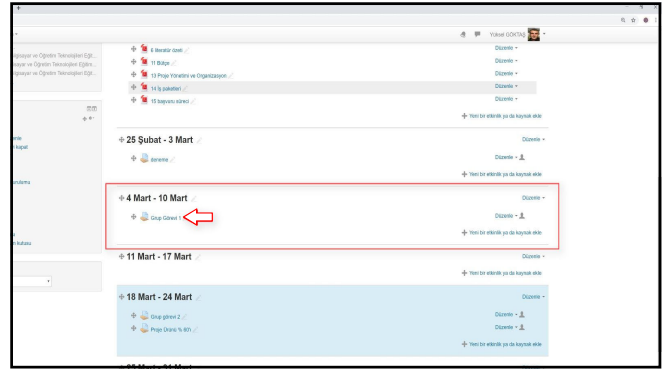 Yüksel GÖKTAŞ
6 literatür özeti
Düzenle
11 Bütçe
Düzenle
13 Proje Yönetimi ve Organizasyon
Düzenle
14 İş paketleri
Düzenle
15 başvuru süreci
Düzenle
Yeni bir etkinlik ya da kaynak ekle
25 Şubat - 3 Mart
Düzenle
deneme
Düzenle
Yeni bir etkinlik ya da kaynak ekle
4 Mart - 10 Mart
Düzenle
Grup Görevi 1
Düzenle
Yeni bir etkinlik ya da kaynak ekle
11 Mart - 17 Mart
Düzenle
Yeni bir etkinlik ya da kaynak ekle
18 Mart - 24 Mart
Düzenle
Grup görevi 2
Düzenle
Proje Ürünü % 6th
Düzenle
Yeni bir etkinlik ya da kaynak ekle